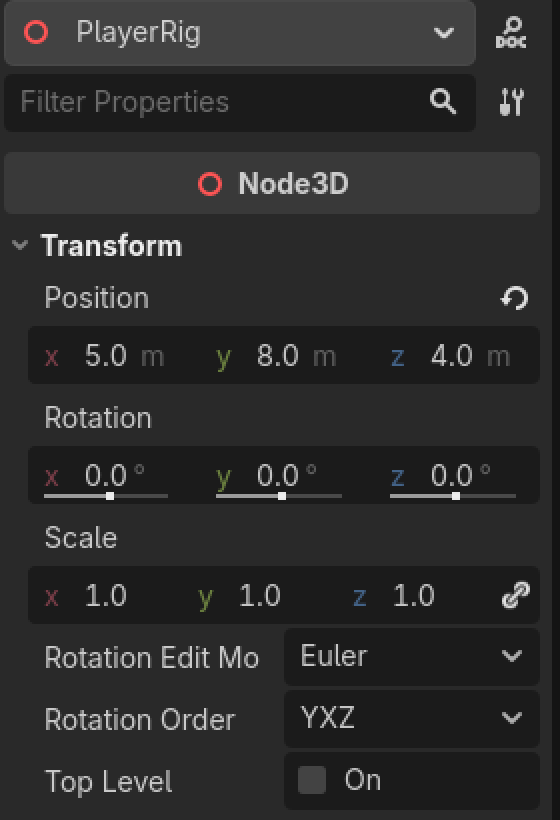 PlayerRig
DOC
Filter Properties
Node3D
Transform
Position
x 5.0 m y 8.0 m z 4.0 m
Rotation
x 0.0 ° y 0.0 ° z 0.0 °
Scale
x 1.0 y 1.0 z 1.0
Rotation Edit Mo Euler
Rotation Order YXZ
Top Level On